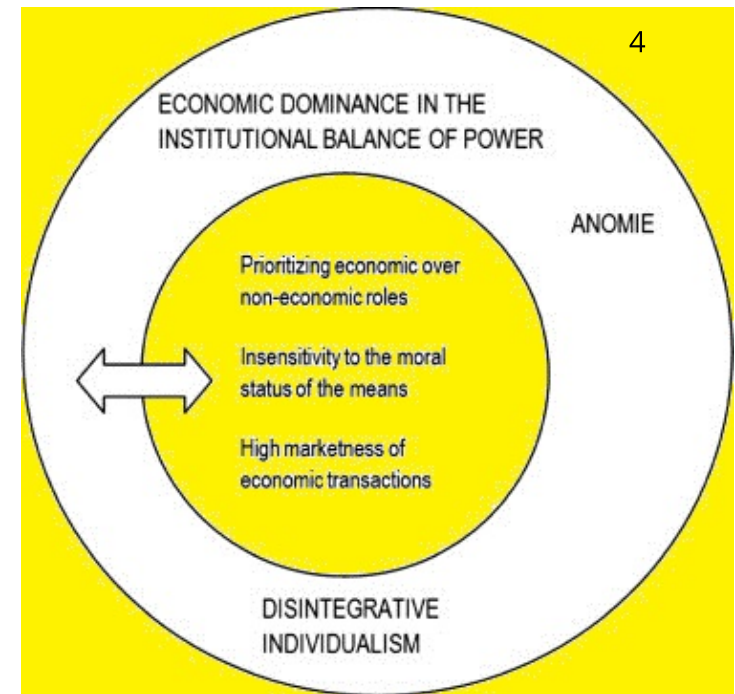 4
ECONOMIC DOMINANCE IN THE
INSTITUTIONAL BALANCE OF POWER
ANOMIE
Prioritizing economic over
non-economic roles
Insensitivity to the moral
status of the means
High marketness of
economic transactions
DISINTEGRATIVE
INDIVIDUALISM